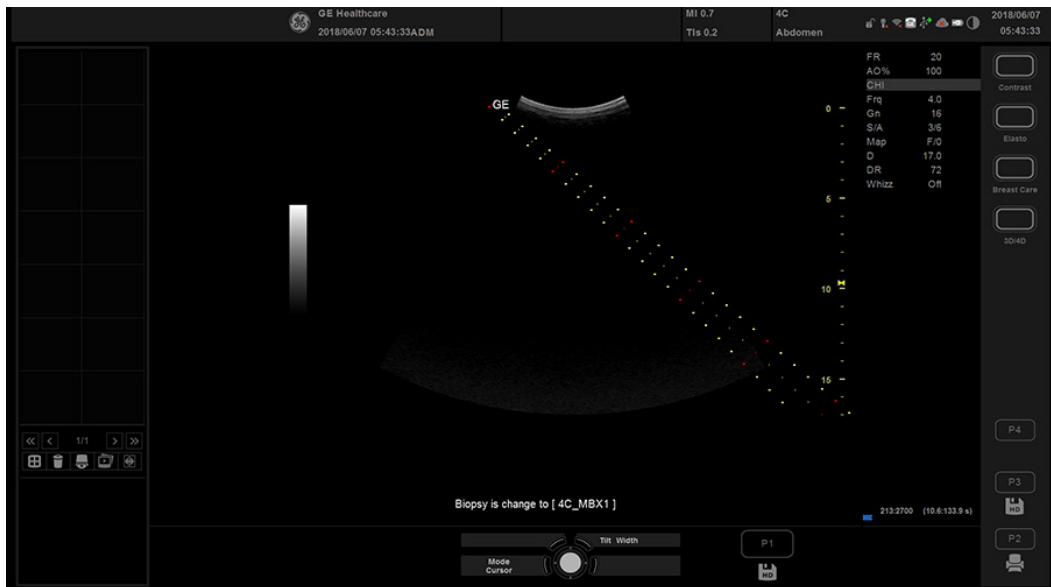 GE Healthcare
2018/06/07 05:43:33ADM
MI 0.7
TIs 0.2
4C
Abdomen
2018/06/07
05:43:33
FR 20
AO% 100
CHI
Frq 4.0
Gn 16
S/A 3/6
Map F/0
D 17.0
DR 72
Whizz Off
Contrast
Elasto
Breast Care
3D/4D
GE
0
5
10
15
1/1
P4
P3
HD
P2
Biopsy is change to [ 4C_MBX1 ]
213:2700 (10.6:133.9 s)
Tilt Width
Mode
Cursor
P1
HD